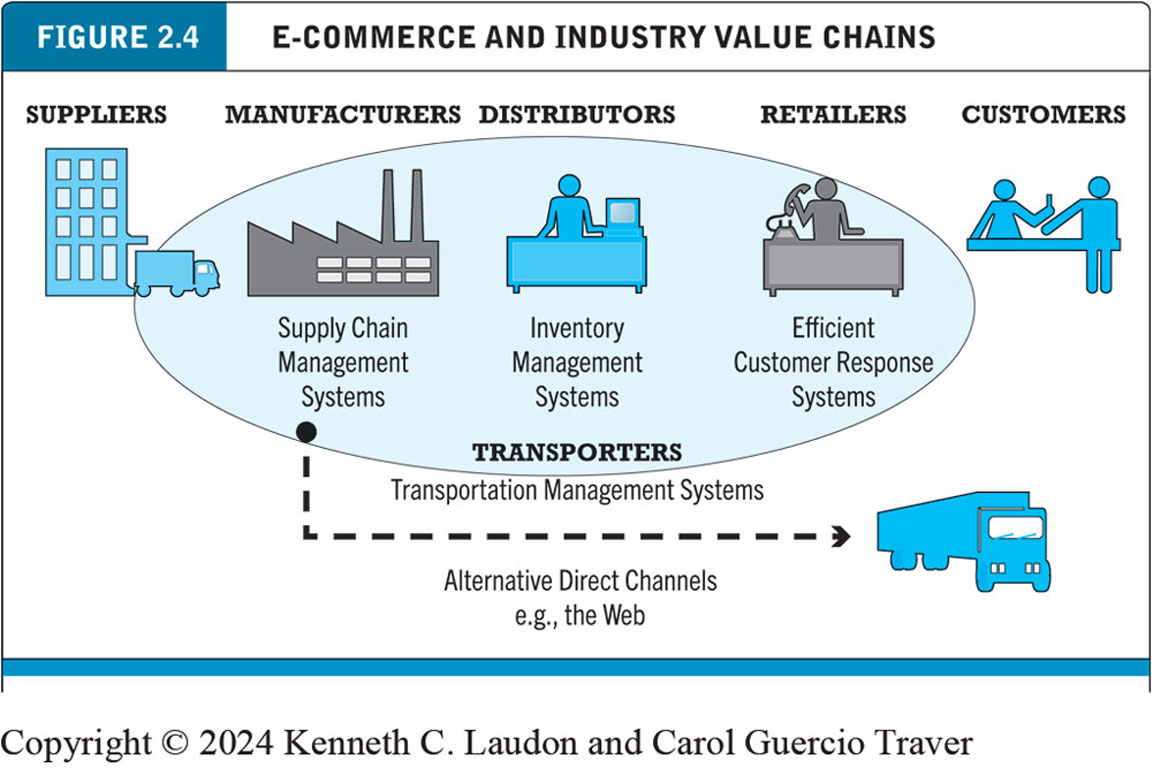 FIGURE 2.4
E-COMMERCE AND INDUSTRY VALUE CHAINS
SUPPLIERS
MANUFACTURERS
DISTRIBUTORS
RETAILERS
CUSTOMERS
Supply Chain
Management
Systems
Inventory
Management
Systems
Efficient
Customer Response
Systems
TRANSPORTERS
Transportation Management Systems
Alternative Direct Channels
e.g., the Web
Copyright © 2024 Kenneth C. Laudon and Carol Guercio Traver